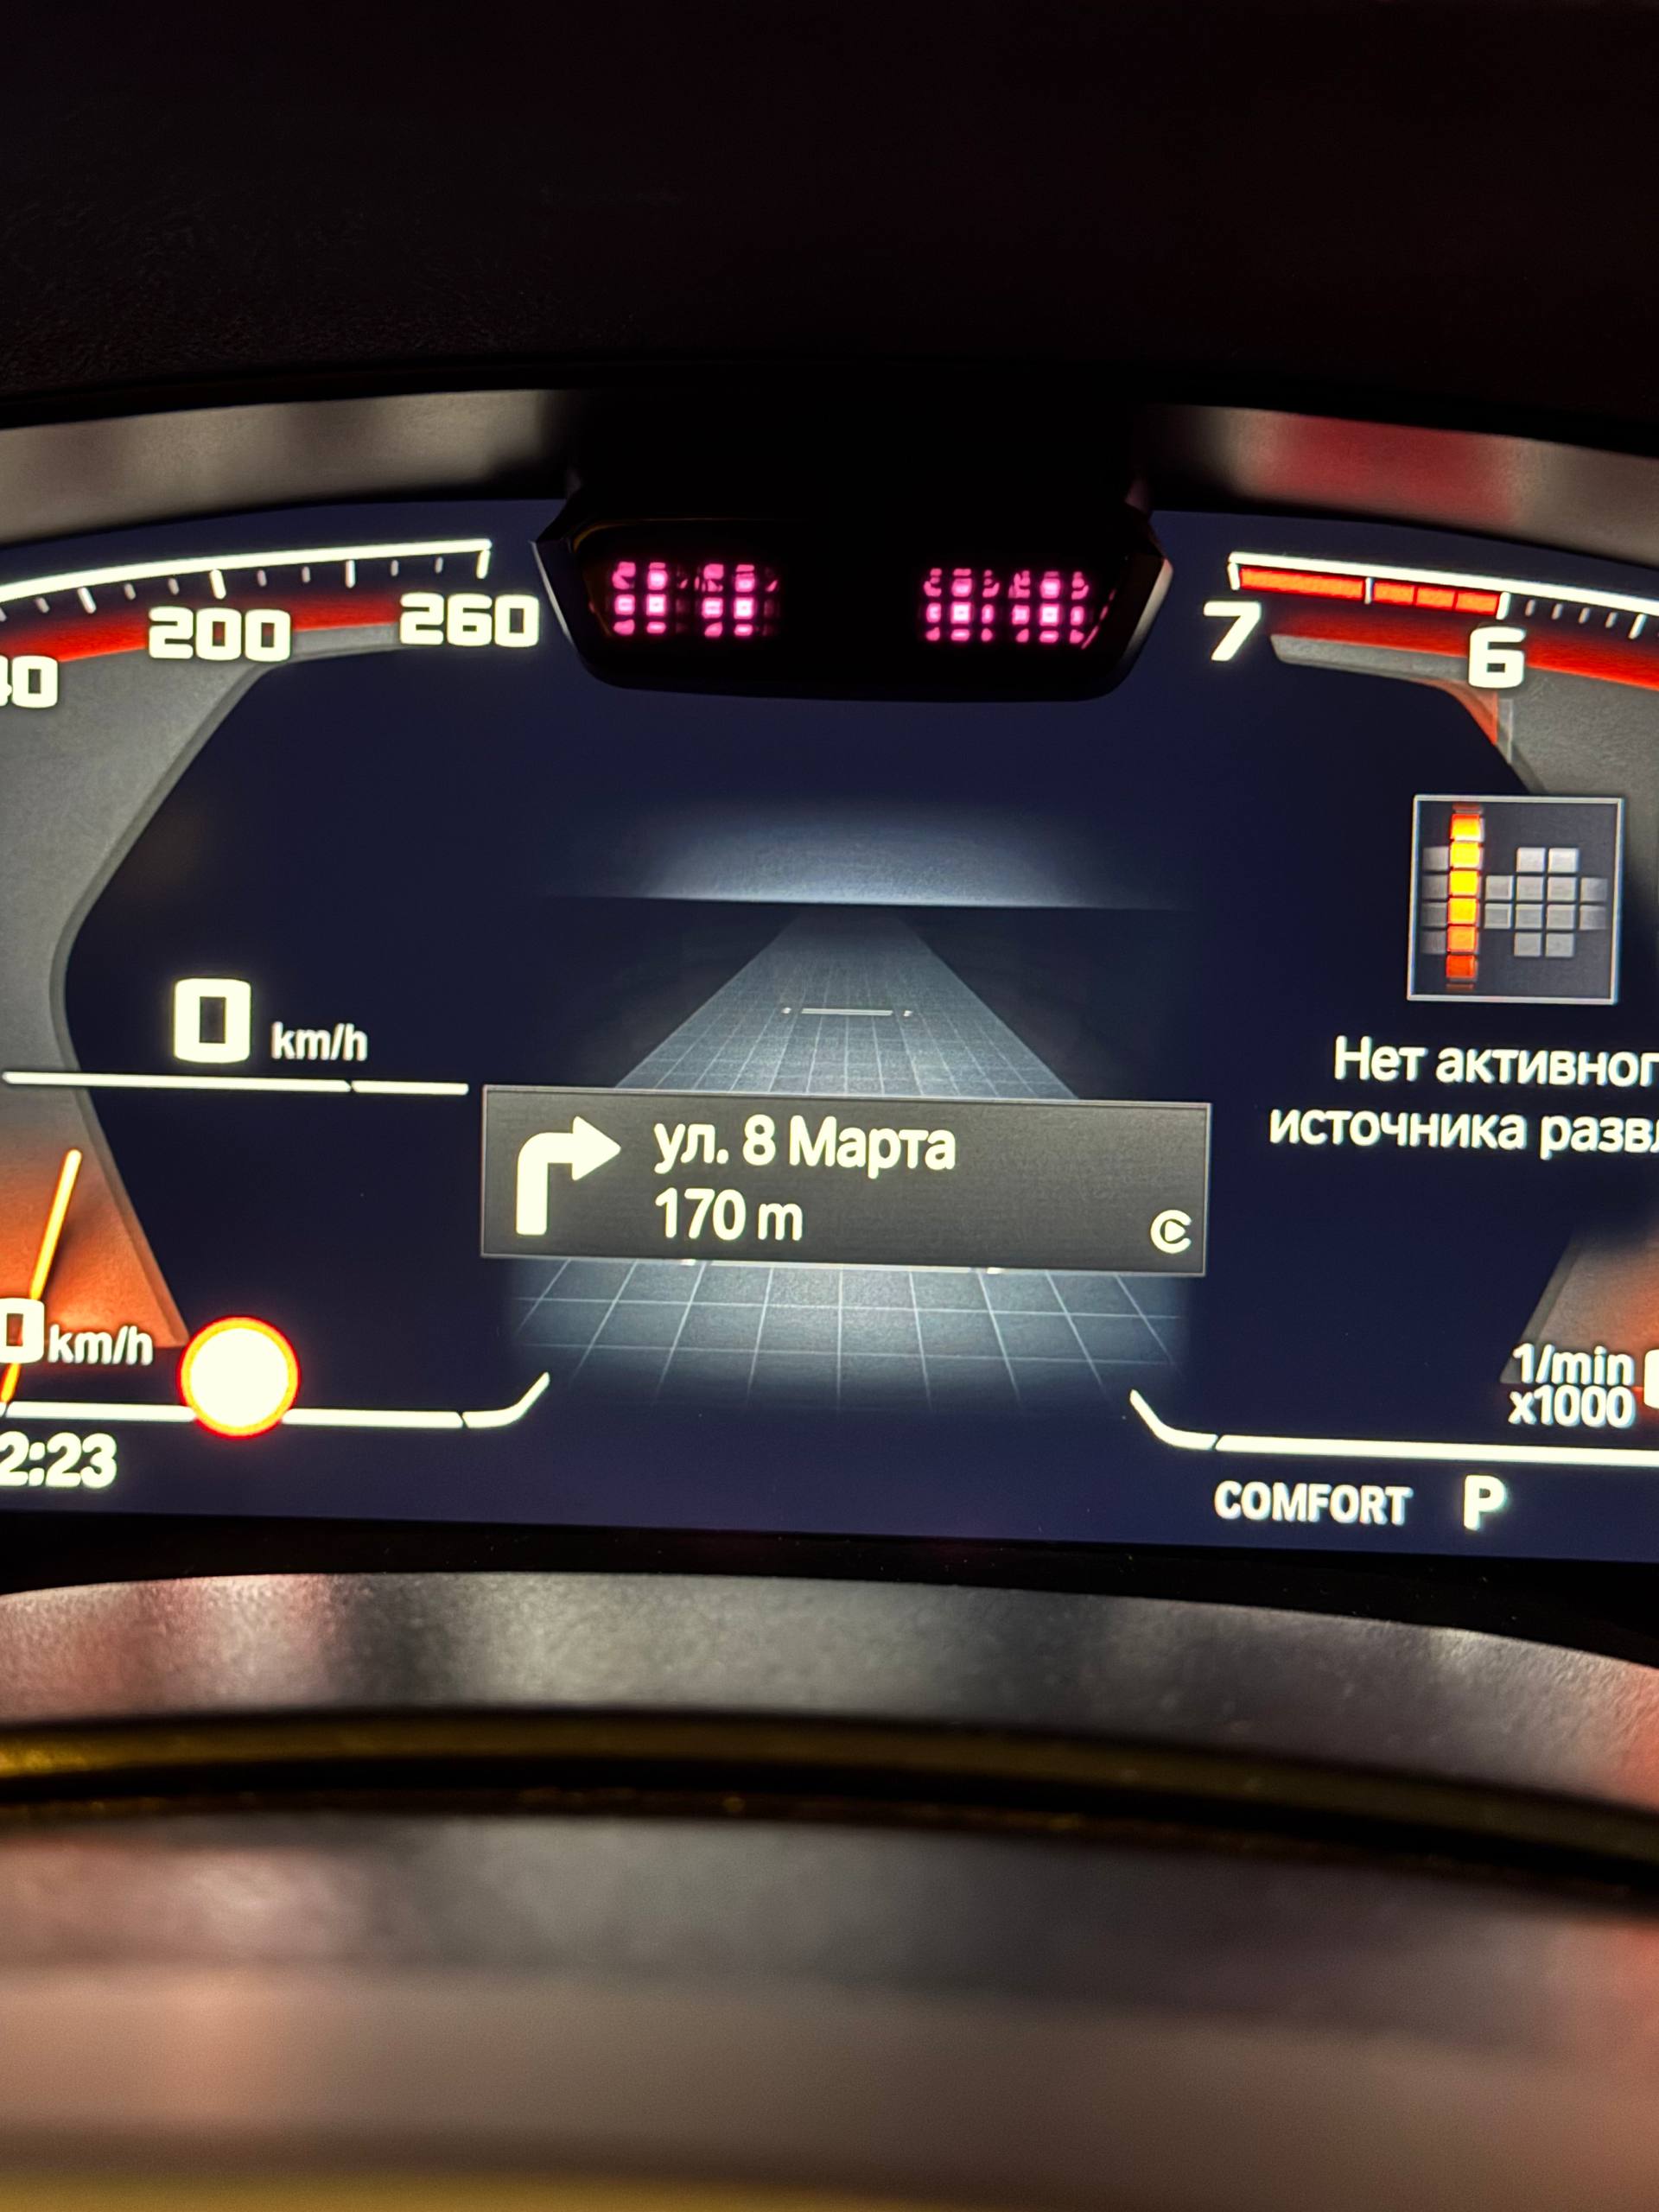 200
260
7
6
0 km/h
ул. 8 Марта
170 m
Нет активног
источника разв
km/h
1/min
x1000
2:23
COMFORT P